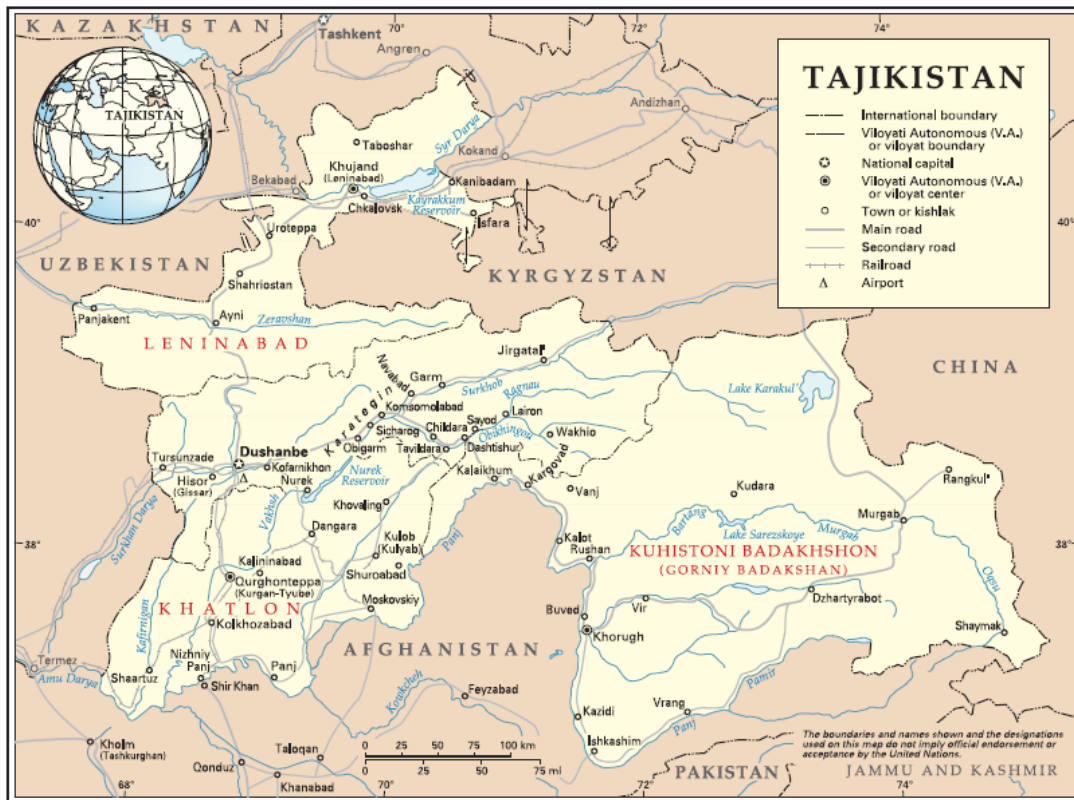 KAZAKHSTAN
70°
72°
74°
Tashkent
Angren
Andizhan
TAJIKISTAN
TAJIKISTAN
International boundary
Viloyati Autonomous (V.A.)
or viloyat boundary
National capital
Viloyati Autonomous (V.A.)
or viloyat center
Town or kishlak
Main road
Secondary road
Railroad
Airport
Taboshar
Syr Darya
Kokand
Khujand
(Leninabad)
Bekabad
Kanibadam
Chkalovsk
Kayrakkum
Reservoir
Isfara
40°
40°
Uroteppa
UZBEKISTAN
KYRGYZSTAN
Shahriostan
Panjakent
Ayni
Zeravshan
LENINABAD
Jirgatal'
CHINA
Navabad
Garm
Surkhob
Ragnau
Lake Karakul'
Karategin
Komsomolabad
Sayod
Lairon
Sicharog
Childara
Obikhingou
Wakhio
Dushanbe
Obigarm
Tavildara
Dashtishur
Tursunzade
Kofarnikhon
Hisor
(Gissar)
Nurek
Nurek
Reservoir
Kalaikhum
Kargovad
Rangkul'
Khovaling
Vanj
Kudara
Surkhan Darya
Vakhsh
Dangara
Panj
Bartang
Lake Sarezskoye
Murgab
Murgab
Kulob
(Kulyab)
Kalot
Rushan
38°
38°
Kalininabad
KUHISTONI BADAKHSHON
(GORNIY BADAKSHAN)
Qurghonteppa
(Kurgan-Tyube)
Shuroabad
Oqsu
KHATLON
Moskovskiy
Vir
Dzhartyrabot
Buved
Kafirnigan
Kolkhozabad
Khorugh
Shaymak
Nizhniy
Panj
AFGHANISTAN
Termez
Amu Darya
Shaartuz
Panj
Shir Khan
Kowkcheh
Feyzabad
Pamir
Vrang
Kazidi
Panj
Kholm
(Tashkurghan)
Ishkashim
The boundaries and names shown and the designations
used on this map do not imply official endorsement or
acceptance by the United Nations.
Taloqan
Qonduz
Khanabad
0 25 50 75 100 km
0 25 50 75 mi
PAKISTAN
JAMMU AND KASHMIR
68°
70°
72°
74°